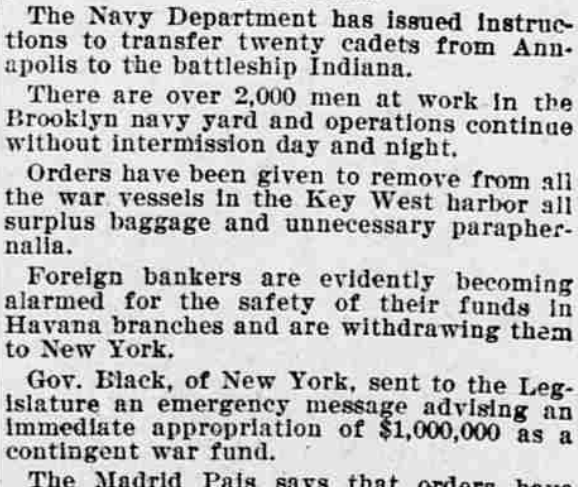 The Navy Department has issued instruc-
tions to transfer twenty cadets from Ann-
apolis to the battleship Indiana.
There are over 2,000 men at work in the
Brooklyn navy yard and operations continue
without intermission day and night.
Orders have been given to remove from all
the war vessels in the Key West harbor all
surplus baggage and unnecessary parapher-
nalia.
Foreign bankers are evidently becoming
alarmed for the safety of their funds in
Havana branches and are withdrawing them
to New York.
Gov. Black, of New York, sent to the Leg-
islature an emergency message advising an
immediate appropriation of $1,000,000 as a
contingent war fund.
The Madrid Pais says that orders have